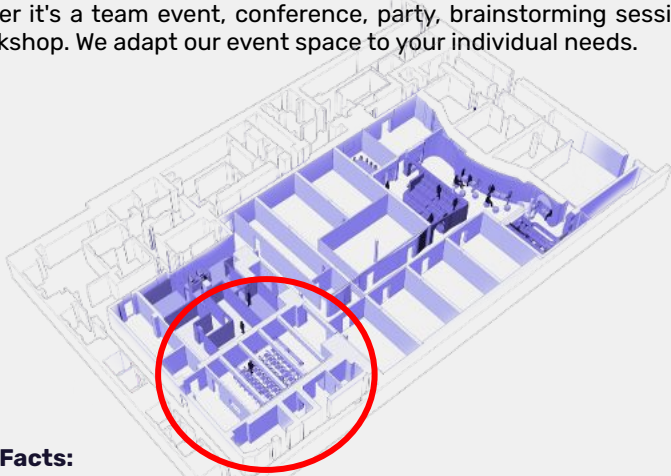 er it's a team event, conference, party, brainstorming sessi
kshop. We adapt our event space to your individual needs.
Facts: